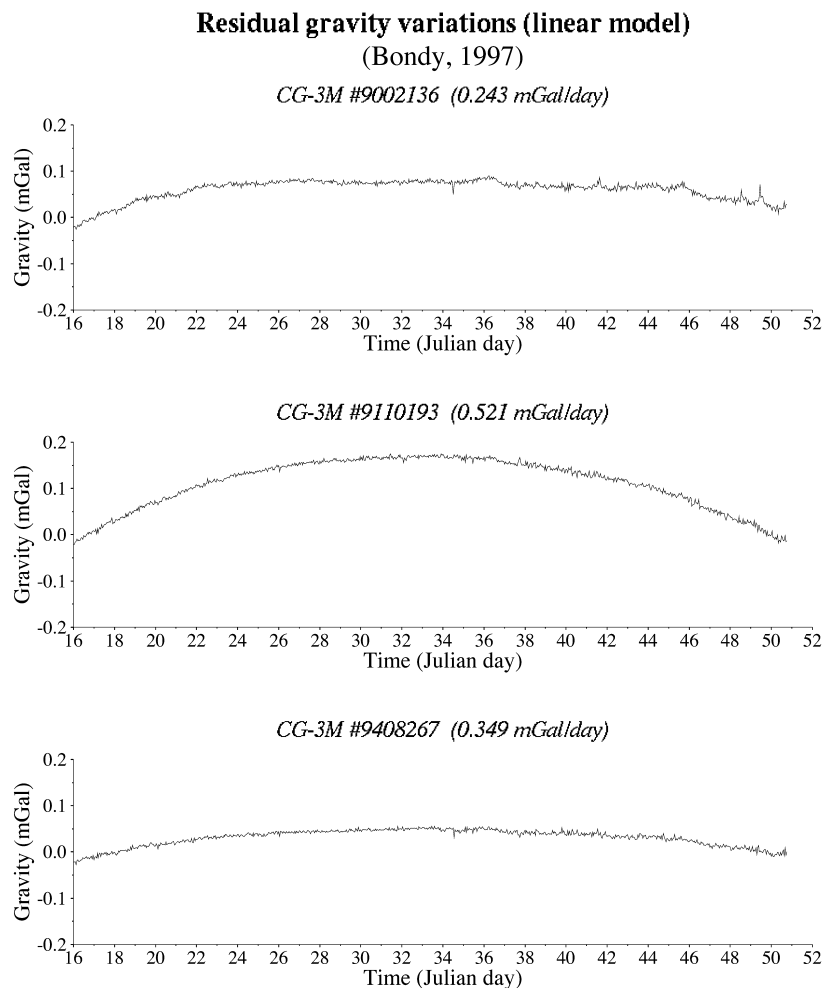 Residual gravity variations (linear model)
(Bondy, 1997)
CG-3M #9002136 (0.243 mGal/day)
Gravity (mGal)
0.2
0.1
0.0
-0.1
-0.2
16 18 20 22 24 26 28 30 32 34 36 38 40 42 44 46 48 50 52
Time (Julian day)
CG-3M #9110193 (0.521 mGal/day)
Gravity (mGal)
0.2
0.1
0.0
-0.1
-0.2
16 18 20 22 24 26 28 30 32 34 36 38 40 42 44 46 48 50 52
Time (Julian day)
CG-3M #9408267 (0.349 mGal/day)
Gravity (mGal)
0.2
0.1
0.0
-0.1
-0.2
16 18 20 22 24 26 28 30 32 34 36 38 40 42 44 46 48 50 52
Time (Julian day)